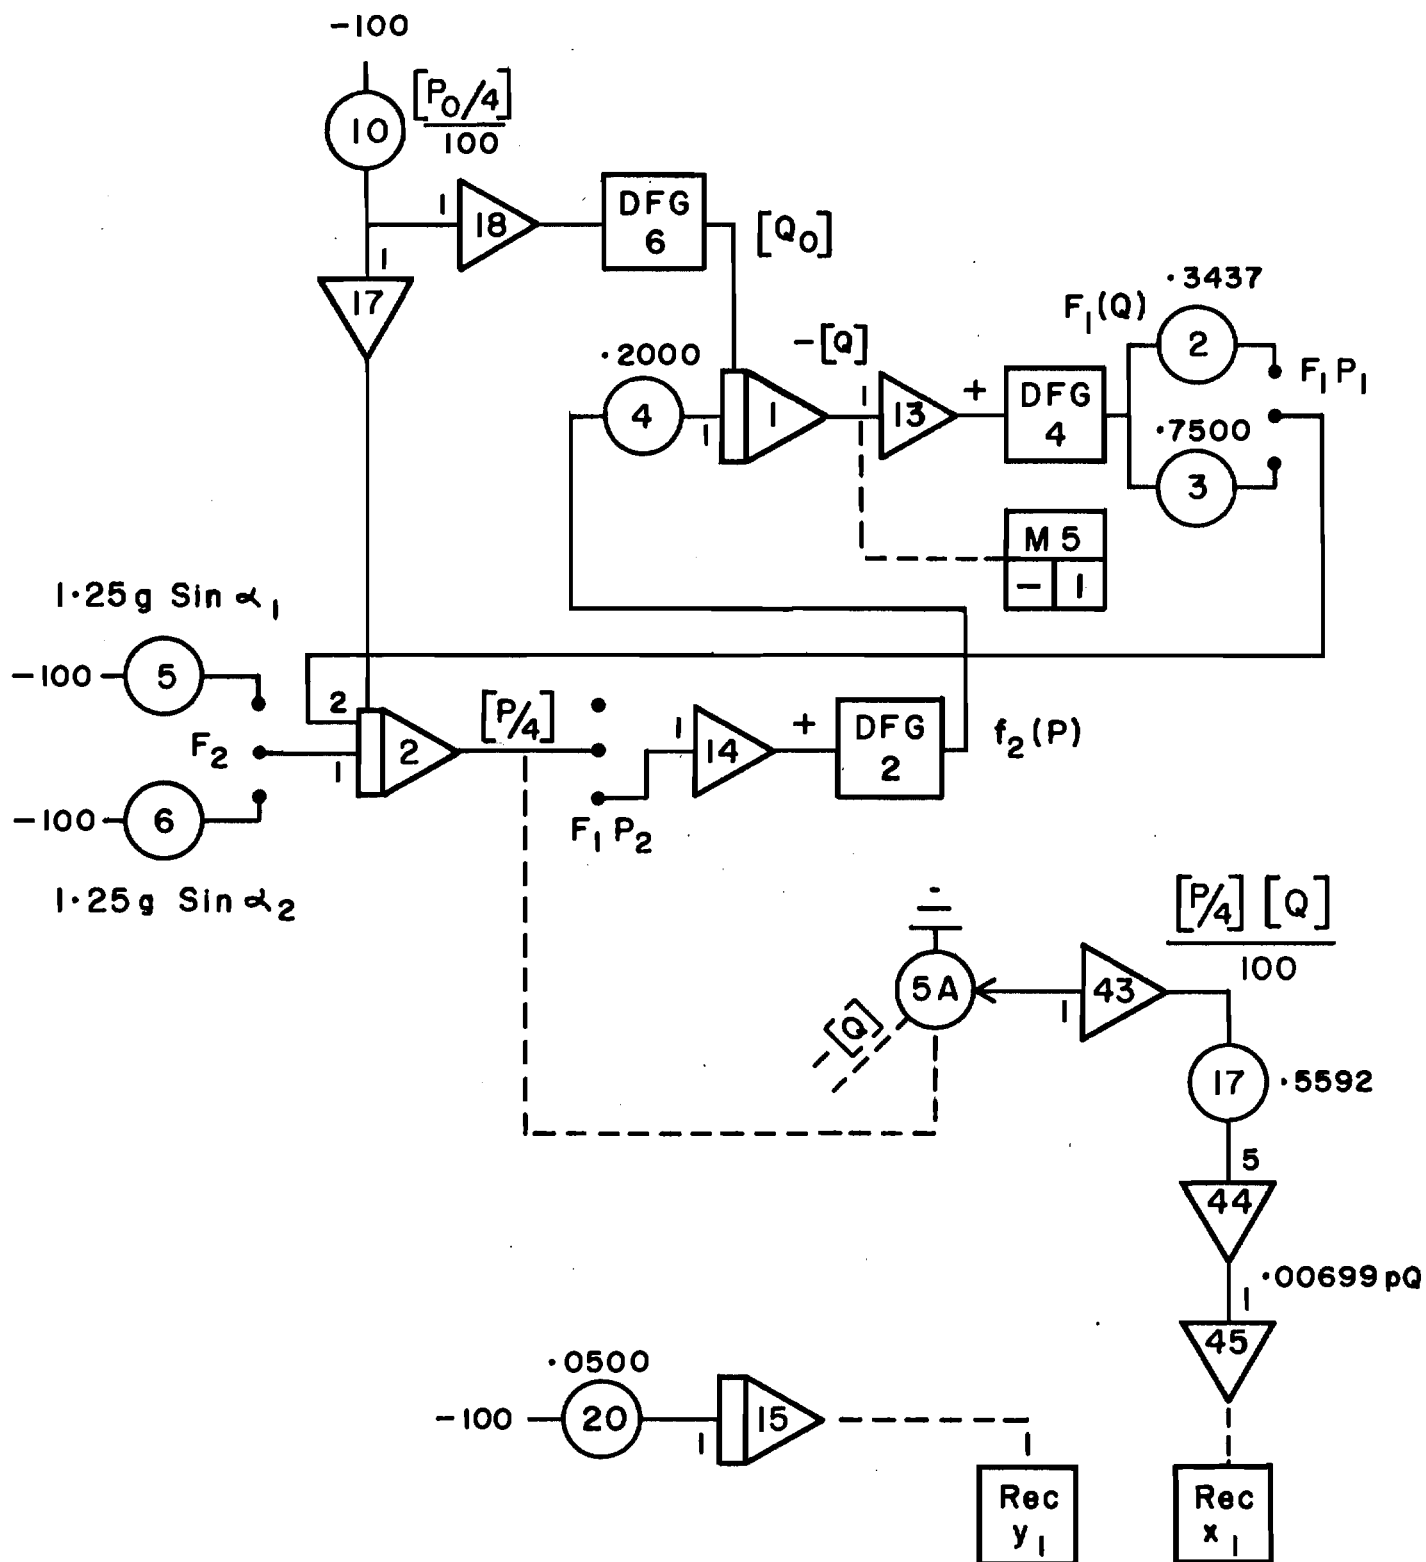 -100
10
[P₀/4]
100
1
18
DFG
6
[Q₀]
1
17
·3437
F₁(Q)
2
·2000
-[Q]
F₁P₁
4
1
1
1
13
+
DFG
4
·7500
3
M 5
- 1
1·25g Sin α₁
-100
5
2
[P/4]
F₂
1
2
1
14
+
DFG
2
f₂(P)
-100
6
F₁P₂
1·25g Sin α₂
[P/4] [Q]
100
5A
1
43
-[Q]
17
·5592
5
44
·00699pQ
1
45
·0500
-100
20
1
15
1
Rec
y₁
Rec
x₁